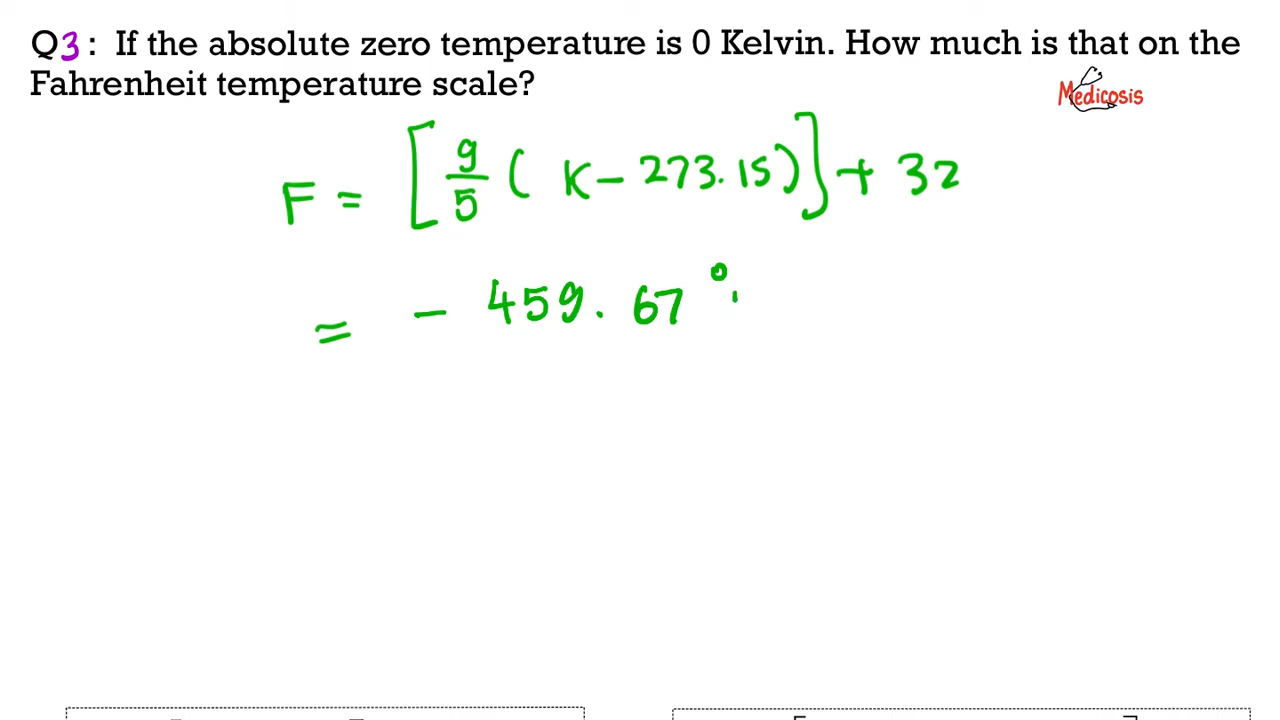 Q3: If the absolute zero temperature is 0 Kelvin. How much is that on the
Fahrenheit temperature scale?
Medicosis
F = [9/5 (K - 273.15)] + 32
= - 459.67°